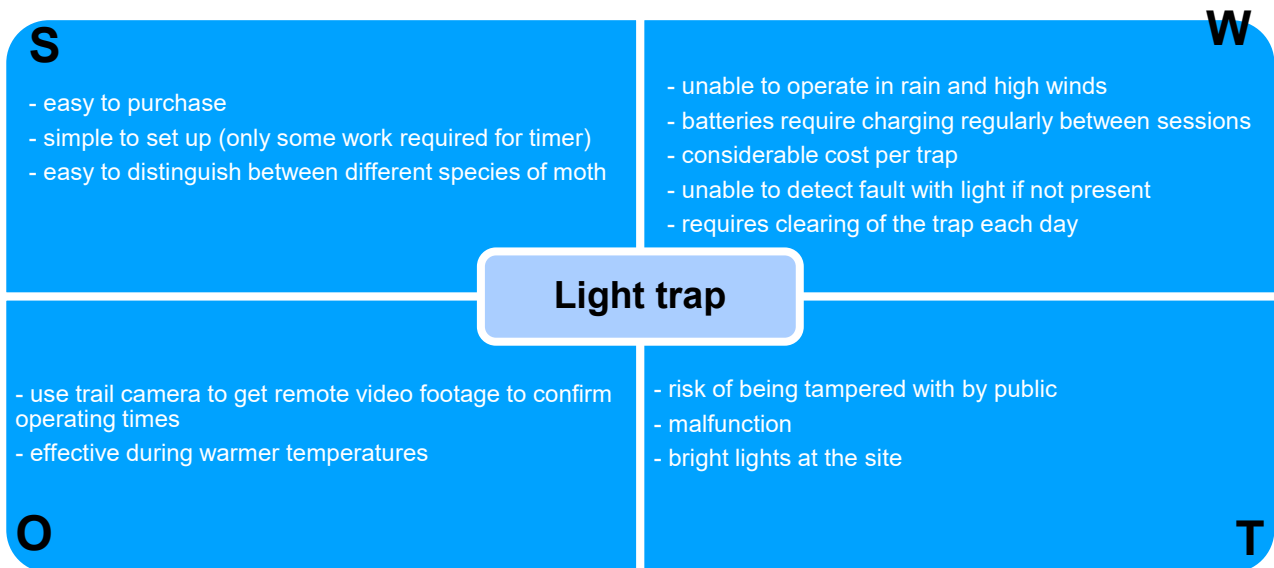 S
- easy to purchase
- simple to set up (only some work required for timer)
- easy to distinguish between different species of moth
W
- unable to operate in rain and high winds
- batteries require charging regularly between sessions
- considerable cost per trap
- unable to detect fault with light if not present
- requires clearing of the trap each day
Light trap
- use trail camera to get remote video footage to confirm
operating times
- effective during warmer temperatures
O
- risk of being tampered with by public
- malfunction
- bright lights at the site
T